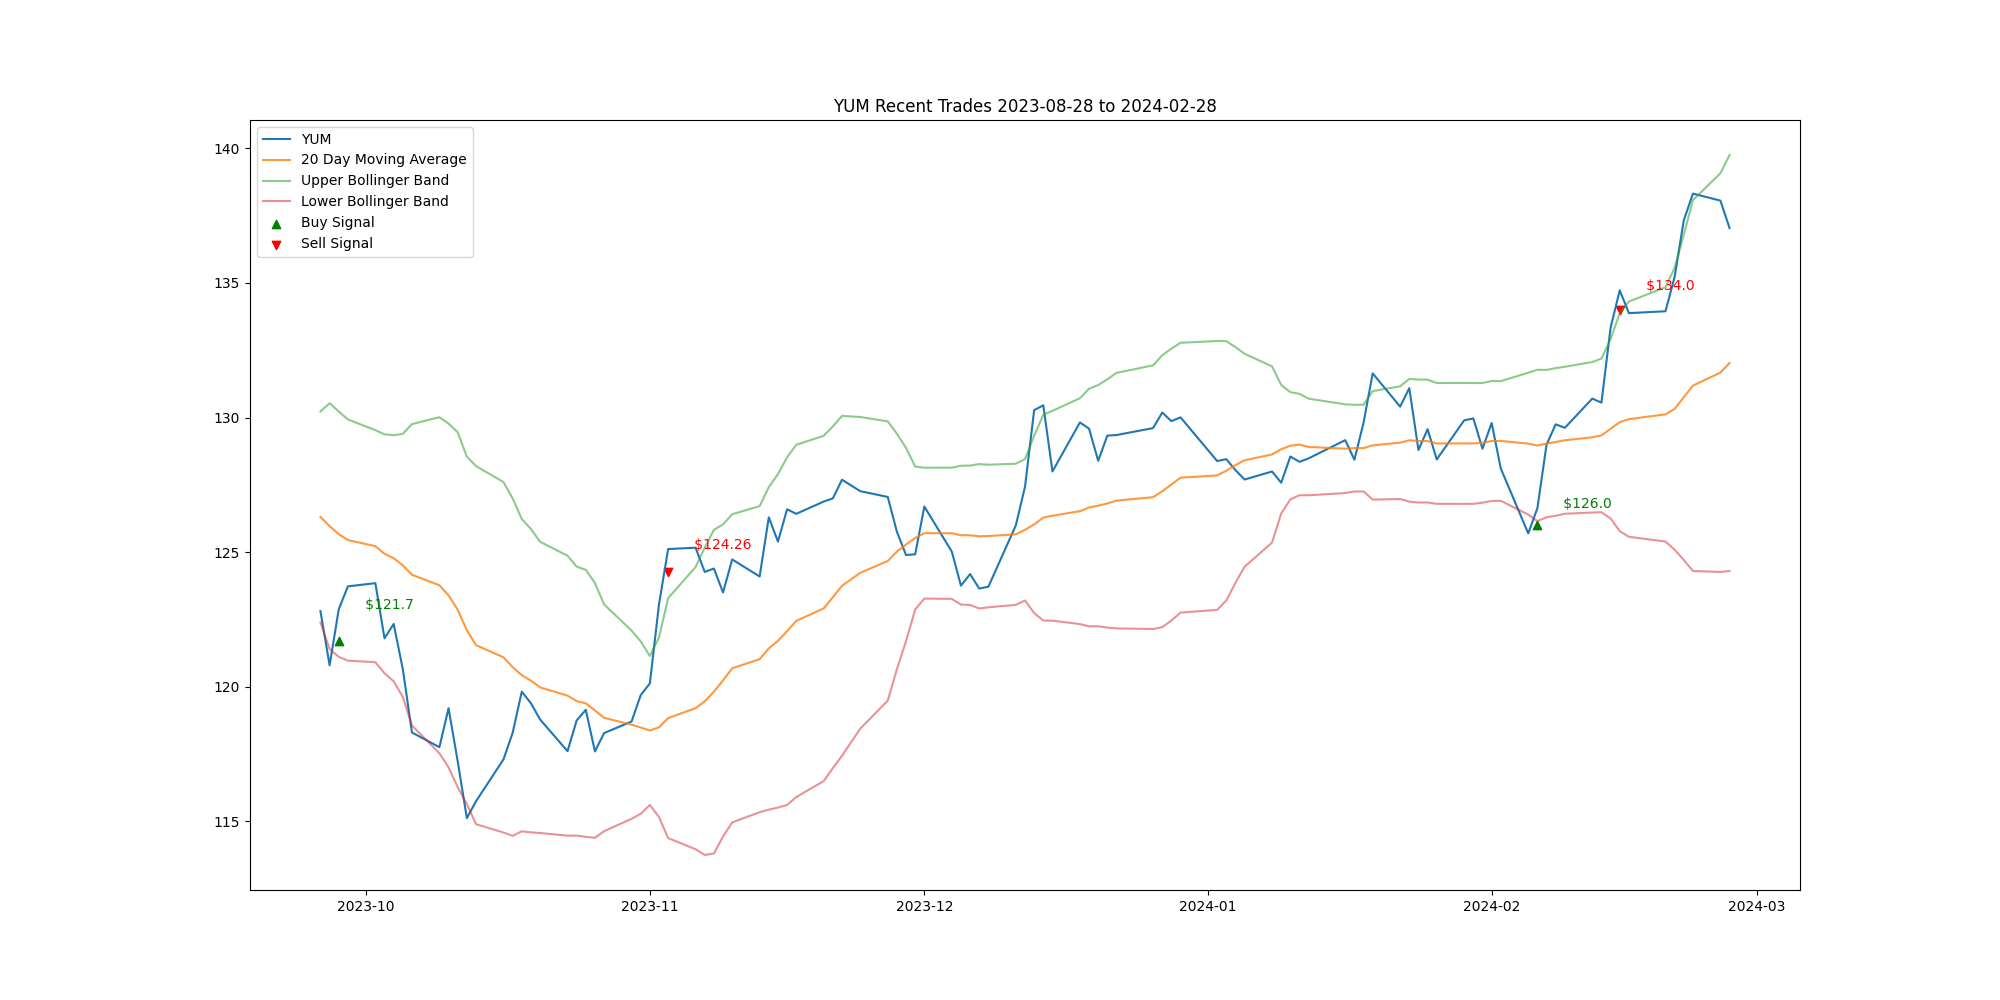 YUM Recent Trades 2023-08-28 to 2024-02-28
YUM
20 Day Moving Average
Upper Bollinger Band
Lower Bollinger Band
Buy Signal
Sell Signal
140
135
130
125
120
115
$121.7
$124.26
$126.0
$134.0
2023-10
2023-11
2023-12
2024-01
2024-02
2024-03